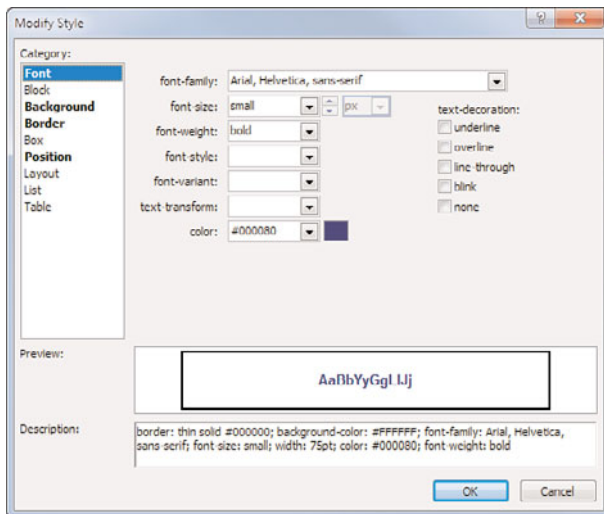 Modify Style
Category:
Font
Block
Background
Border
Box
Position
Layout
List
Table
font-family: Arial, Helvetica, sans-serif
font-size: small px
font-weight: bold
font-style:
font-variant:
text-transform:
color: #000080
text-decoration:
underline
overline
line-through
blink
none
Preview:
AaBbYyGgLlJj
Description:
border: thin solid #000000; background-color: #FFFFFF; font-family: Arial, Helvetica,
sans-serif; font-size: small; width: 75pt; color: #000080; font-weight: bold
OK
Cancel